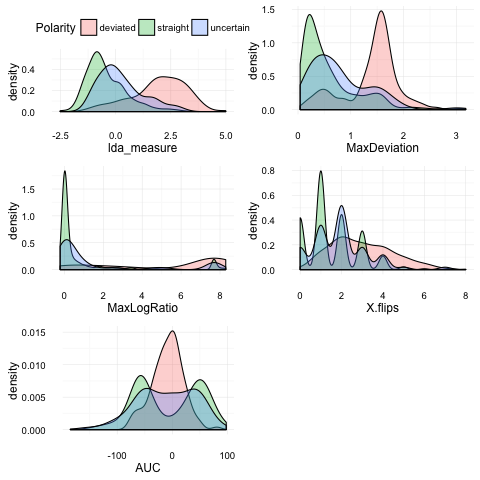 Polarity deviated straight uncertain
density
0.4
0.2
0.0
-2.5 0.0 2.5 5.0
lda_measure
density
1.5
1.0
0.5
0.0
0 1 2 3
MaxDeviation
density
1.5
1.0
0.5
0.0
0 2 4 6 8
MaxLogRatio
density
0.8
0.6
0.4
0.2
0.0
0 2 4 6 8
X.flips
density
0.015
0.010
0.005
0.000
-100 0 100
AUC